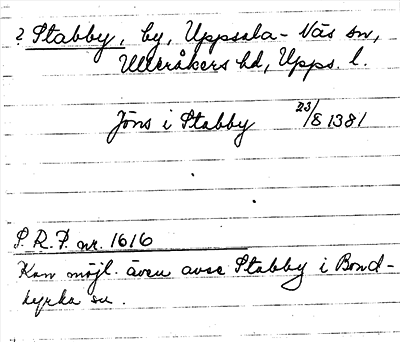 ? Stabby, by, Uppsala-Näs sn,
Ulleråkers hd, Upps. l.
Jöns i Stabby 23/8 1381
S.R.P. nr. 1616
Kan möjl. även avse Stabby i Bond-
kyrka sn.